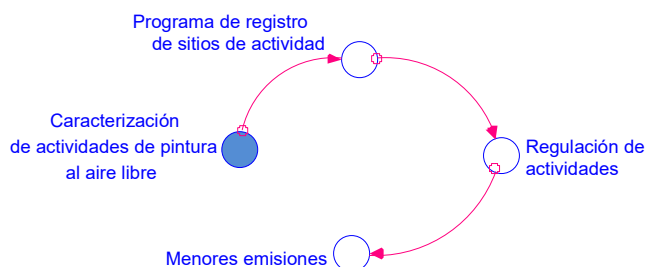 Programa de registro
de sitios de actividad
Caracterización
de actividades de pintura
al aire libre
Regulación de
actividades
Menores emisiones